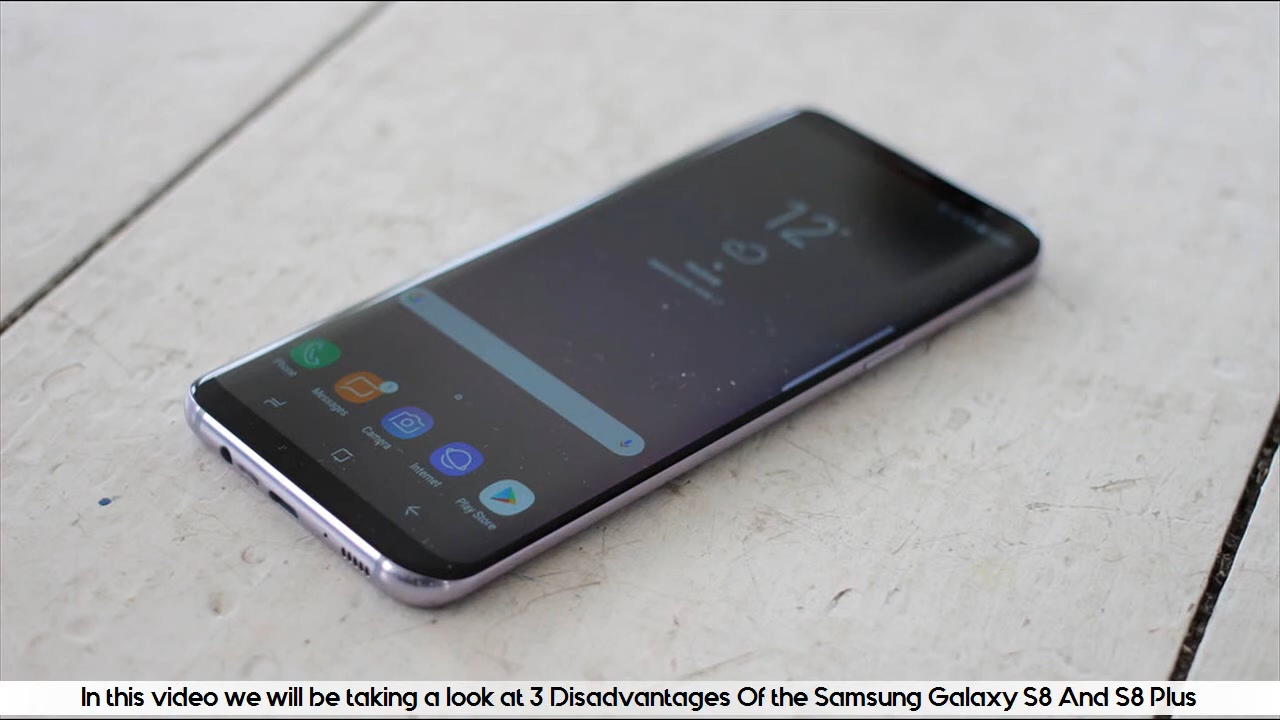 12°
Phone
Messages
Camera
Internet
Play Store
In this video we will be taking a look at 3 Disadvantages Of the Samsung Galaxy S8 And S8 Plus